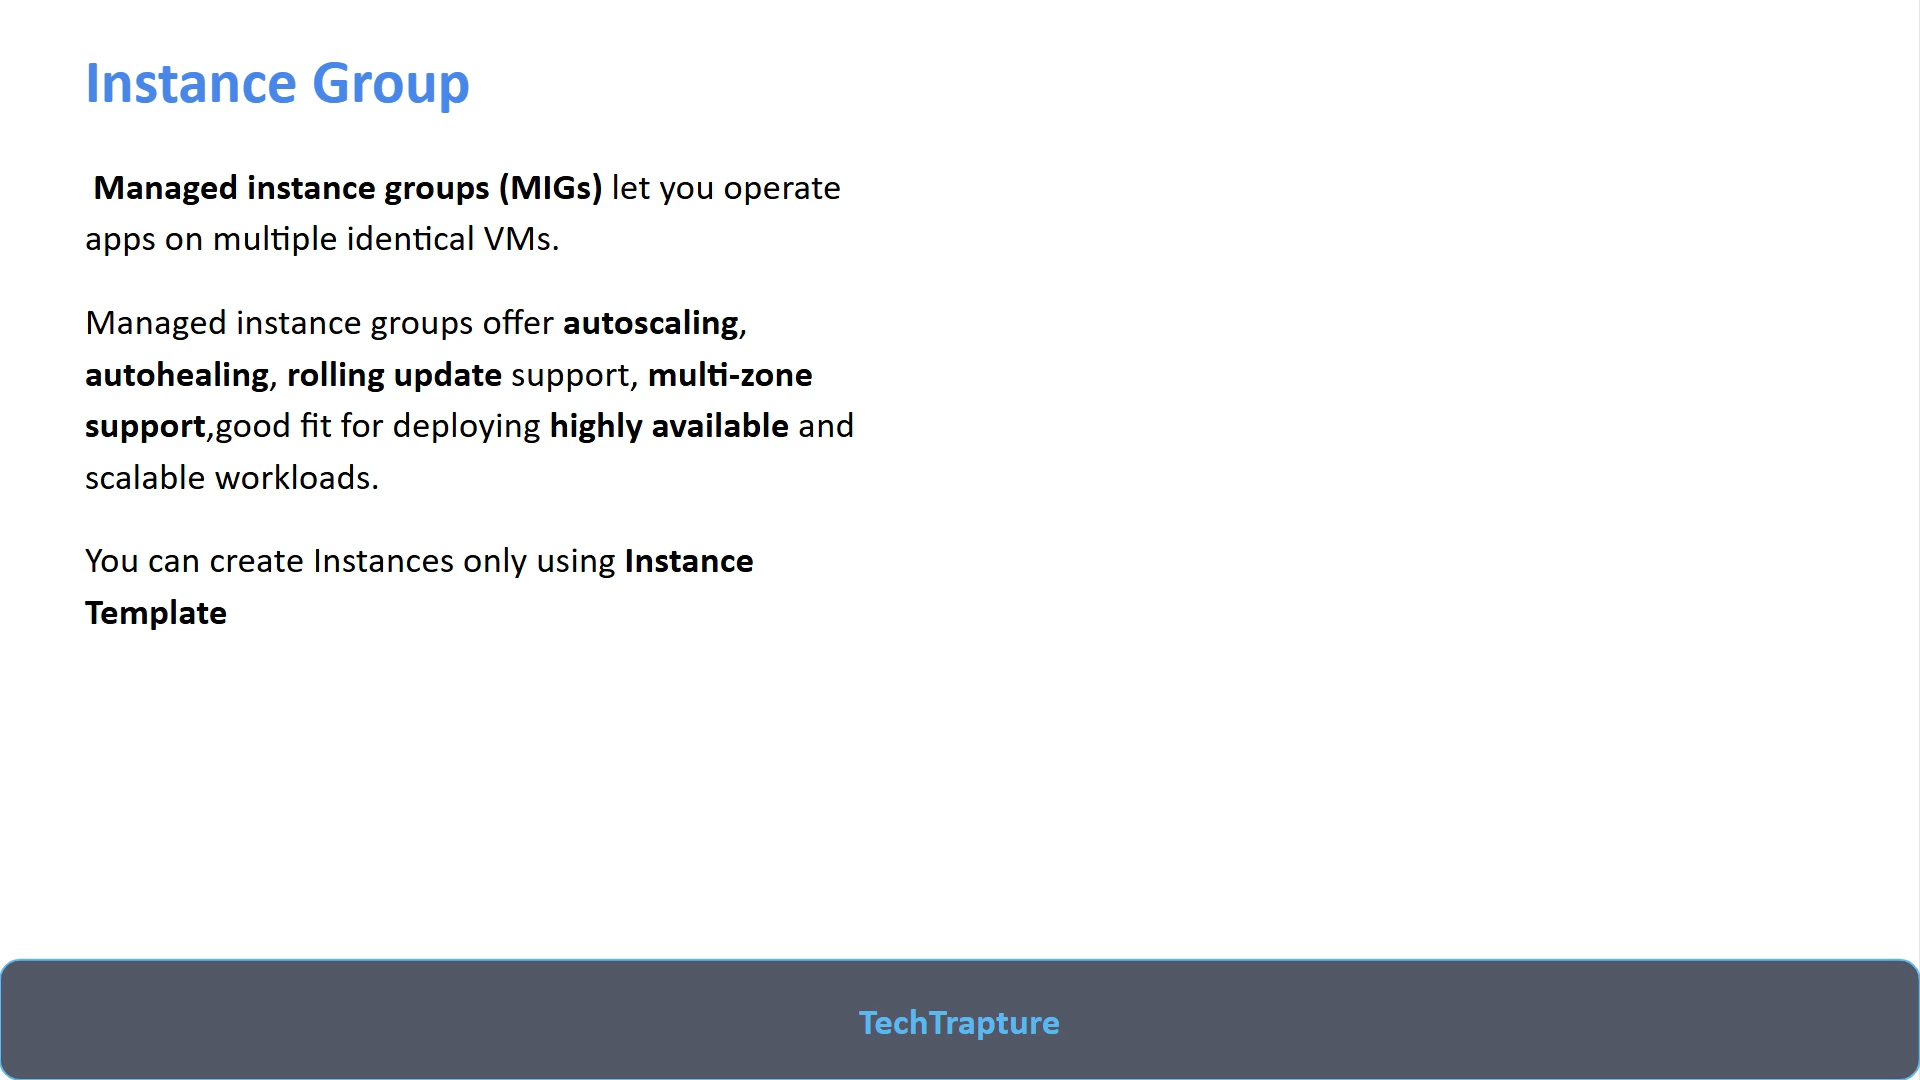 Instance Group
Managed instance groups (MIGs) let you operate
apps on multiple identical VMs.
Managed instance groups offer autoscaling,
autohealing, rolling update support, multi-zone
support,good fit for deploying highly available and
scalable workloads.
You can create Instances only using Instance
Template
TechTrapture